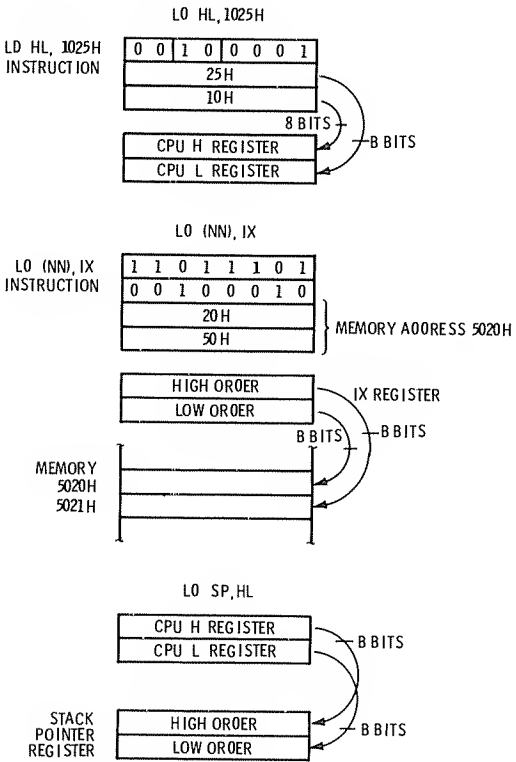 LO HL, 1025H
LD HL, 1025H
INSTRUCTION
0 0 1 0 0 0 0 1
25H
10H
8 BITS
B BITS
CPU H REGISTER
CPU L REGISTER
LO (NN), IX
LO (NN), IX
INSTRUCTION
1 1 0 1 1 1 0 1
0 0 1 0 0 0 1 0
20H
50H
MEMORY AOORESS 5020H
HIGH OROER
LOW OROER
IX REGISTER
B BITS
B BITS
MEMORY
5020H
5021H
LO SP, HL
CPU H REGISTER
CPU L REGISTER
B BITS
STACK
POINTER
REGISTER
HIGH OROER
LOW OROER
B BITS